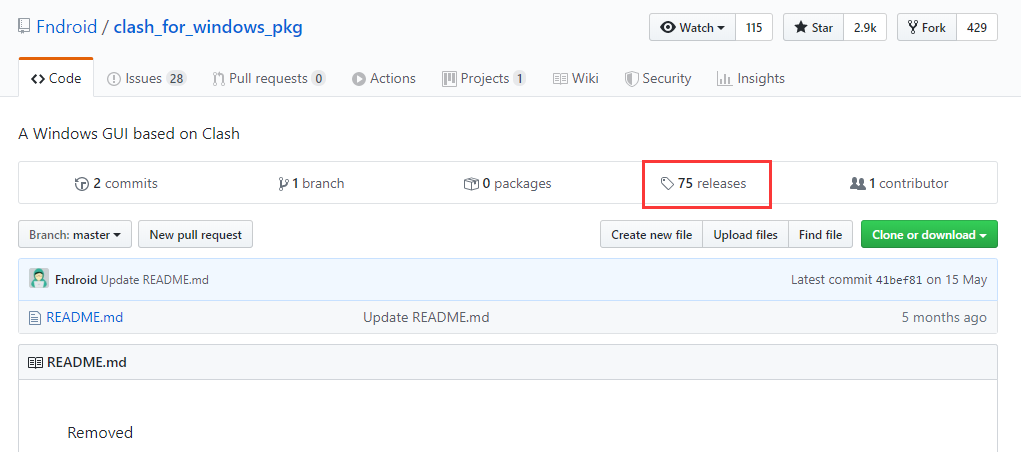 Fndroid / clash_for_windows_pkg
Watch 115 Star 2.9k Fork 429
Code Issues 28 Pull requests 0 Actions Projects 1 Wiki Security Insights
A Windows GUI based on Clash
2 commits 1 branch 0 packages 75 releases 1 contributor
Branch: master New pull request Create new file Upload files Find file Clone or download
Fndroid Update README.md Latest commit 41bef81 on 15 May
README.md Update README.md 5 months ago
README.md
Removed